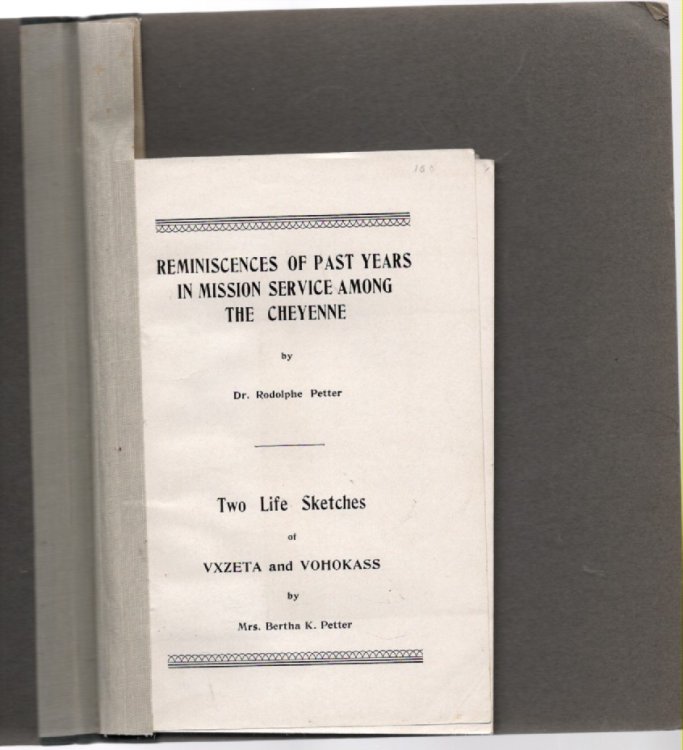 REMINISCENCES OF PAST YEARS
IN MISSION SERVICE AMONG
THE CHEYENNE
by
Dr. Rodolphe Petter
Two Life Sketches
of
VXZETA and VOHOKASS
by
Mrs. Bertha K. Petter